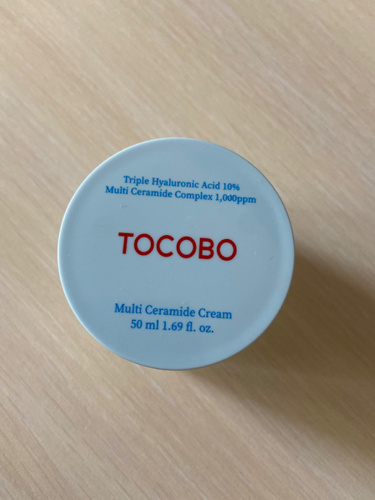 Triple Hyaluronic Acid 10%
Multi Ceramide Complex 1,000ppm
TOCOBO
Multi Ceramide Cream
50 ml 1.69 fl. oz.